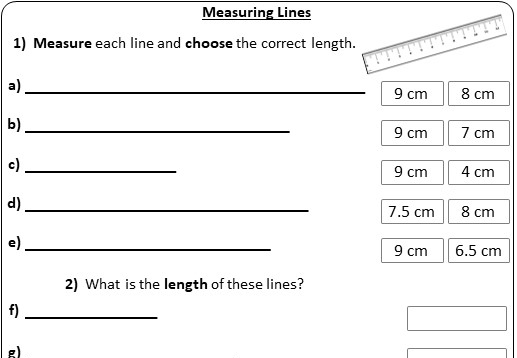 Measuring Lines
1) Measure each line and choose the correct length.
a) 9 cm 8 cm
b) 9 cm 7 cm
c) 9 cm 4 cm
d) 7.5 cm 8 cm
e) 9 cm 6.5 cm
2) What is the length of these lines?
f)
g)